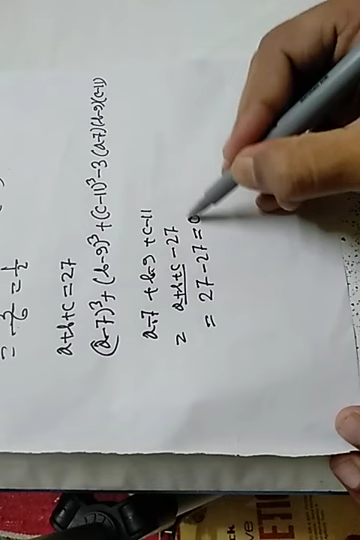 = 3/6 = 1/2
a+b+c = 27
(a-7)³ + (b-9)³ + (c-11)³ - 3(a-7)(b-9)(c-11)
a-7 + b-9 + c-11
= a+b+c - 27
= 27 - 27 = 0